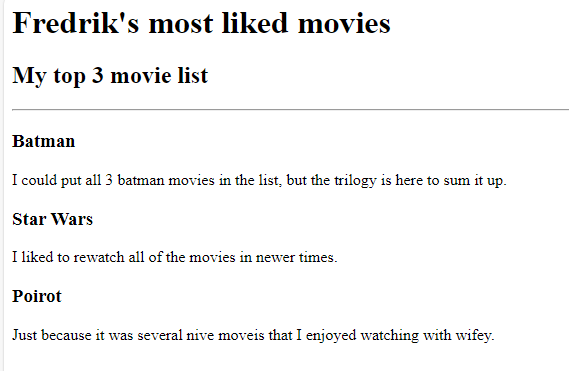 Fredrik's most liked movies
My top 3 movie list
Batman
I could put all 3 batman movies in the list, but the trilogy is here to sum it up.
Star Wars
I liked to rewatch all of the movies in newer times.
Poirot
Just because it was several nive moveis that I enjoyed watching with wifey.